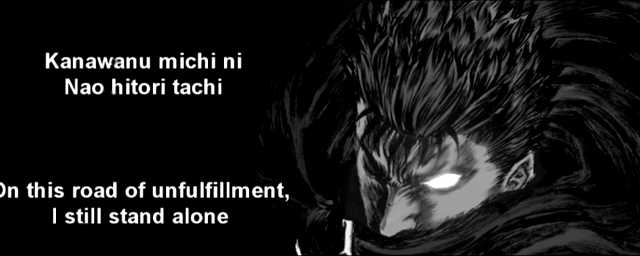 Kanawanu michi ni
Nao hitori tachi
On this road of unfulfillment,
I still stand alone